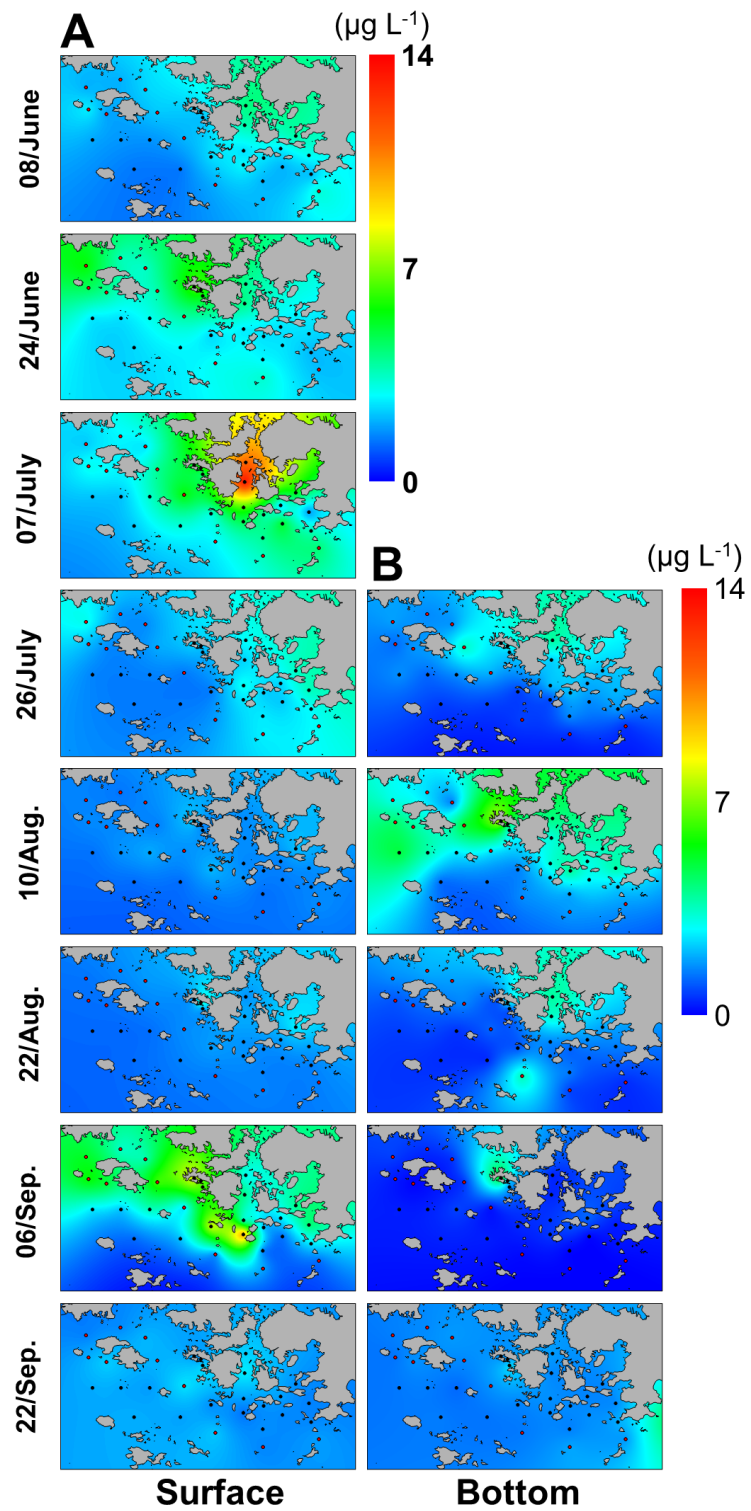 A
(µg L-1)
14
7
0
08/June
24/June
07/July
B
(µg L-1)
14
7
0
26/July
10/Aug.
22/Aug.
06/Sep.
22/Sep.
Surface
Bottom